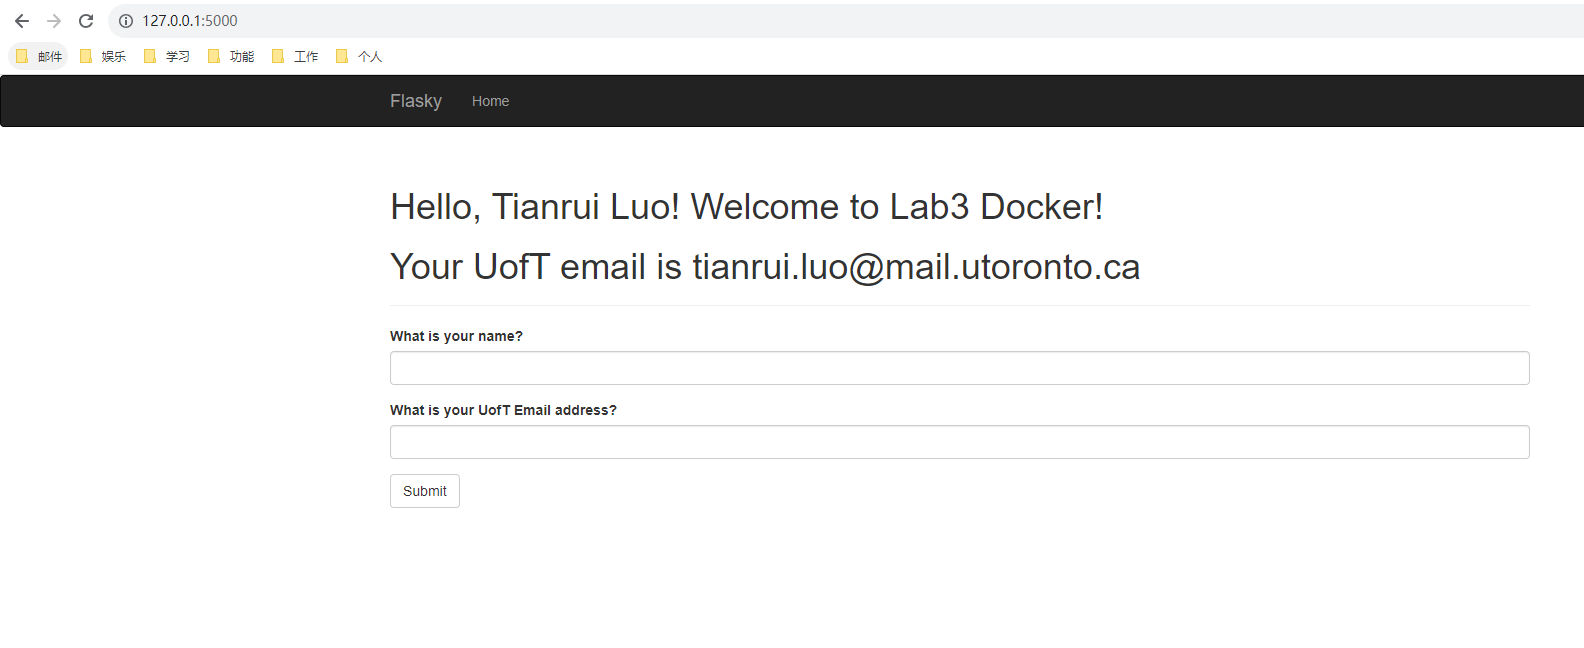 127.0.0.1:5000
邮件 娱乐 学习 功能 工作 个人
Flasky Home
Hello, Tianrui Luo! Welcome to Lab3 Docker!
Your UofT email is tianrui.luo@mail.utoronto.ca
What is your name?
What is your UofT Email address?
Submit